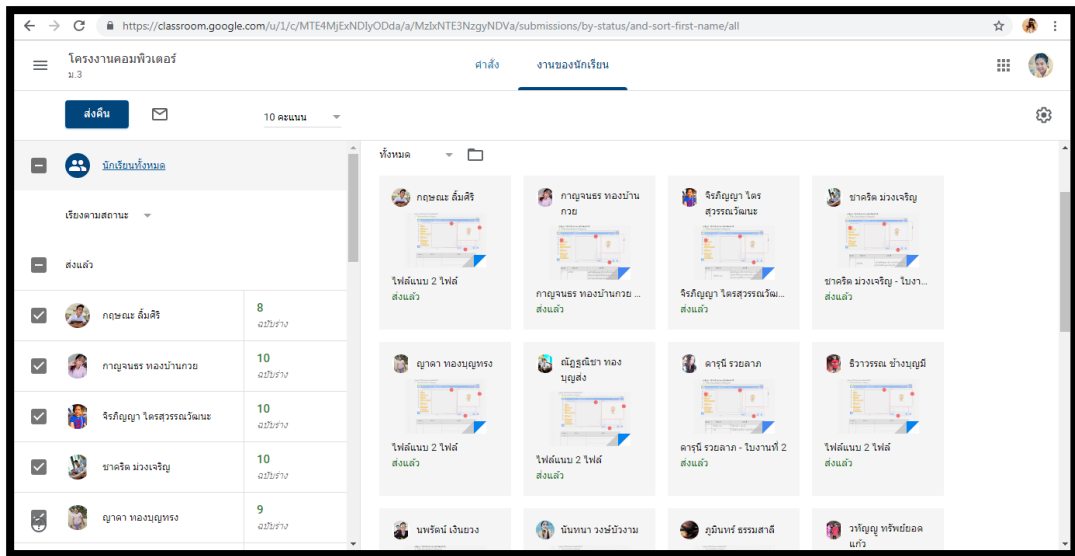 https://classroom.google.com/u/1/c/MTE4MjExNDIyODda/a/MzIxNTE3NzgyNDVa/submissions/by-status/and-sort-first-name/all
โครงงานคอมพิวเตอร์
ม.3
คำสั่ง
งานของนักเรียน
ส่งคืน
10 คะแนน
นักเรียนทั้งหมด
เรียงตามสถานะ
ส่งแล้ว
กฤษณะ ลิ้มศิริ
8
ฉบับร่าง
กาญจนธร ทองบ้านกวย
10
ฉบับร่าง
จิรภิญญา ไตรสุวรรณวัฒนะ
10
ฉบับร่าง
ชาคริต ม่วงเจริญ
10
ฉบับร่าง
ญาดา ทองบุญทรง
9
ฉบับร่าง
ทั้งหมด
กฤษณะ ลิ้มศิริ
ไฟล์แนบ 2 ไฟล์
ส่งแล้ว
กาญจนธร ทองบ้าน
กวย
กาญจนธร ทองบ้านกวย ...
ส่งแล้ว
จิรภิญญา ไตร
สุวรรณวัฒนะ
จิรภิญญา ไตรสุวรรณวัฒ...
ส่งแล้ว
ชาคริต ม่วงเจริญ
ชาคริต ม่วงเจริญ - ใบงา...
ส่งแล้ว
ญาดา ทองบุญทรง
ไฟล์แนบ 2 ไฟล์
ส่งแล้ว
ณัฏฐณิชา ทอง
บุญส่ง
ไฟล์แนบ 2 ไฟล์
ส่งแล้ว
ดารุนี รวยลาภ
ดารุนี รวยลาภ - ใบงานที่ 2
ส่งแล้ว
ธิวาวรรณ ช้างบุญมี
ไฟล์แนบ 2 ไฟล์
ส่งแล้ว
นพรัตน์ เงินยวง
นันทนา วงษ์บัวงาม
ภูมินทร์ ธรรมสาลี
วทัญญู ทรัพย์ยอด
แก้ว